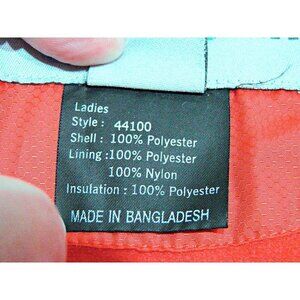 Ladies
Style : 44100
Shell : 100% Polyester
Lining :100% Polyester
100% Nylon
Insulation : 100% Polyester
MADE IN BANGLADESH